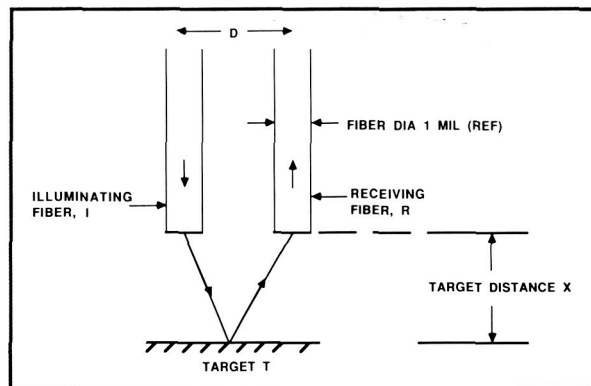 D
FIBER DIA 1 MIL (REF)
ILLUMINATING
FIBER, I
RECEIVING
FIBER, R
TARGET DISTANCE X
TARGET T